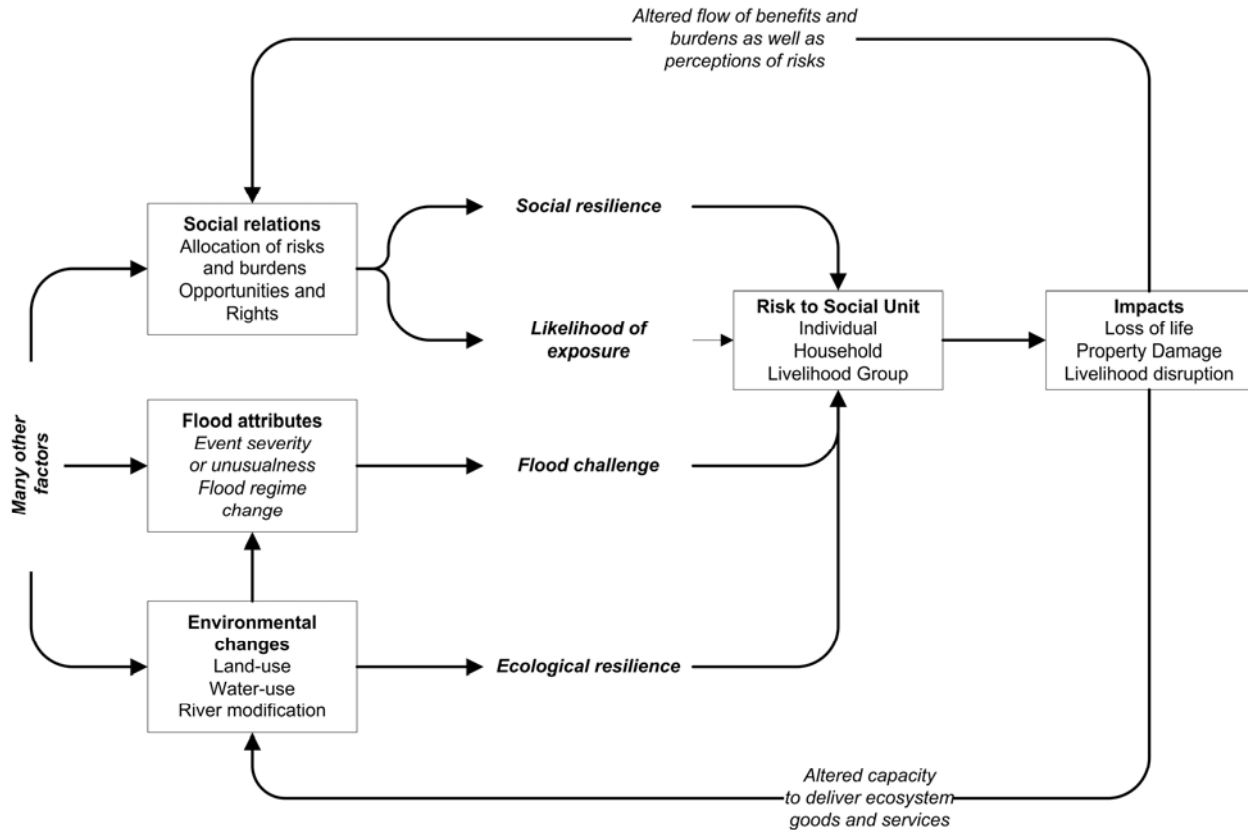 Altered flow of benefits and
burdens as well as
perceptions of risks
Social relations
Allocation of risks
and burdens
Opportunities and
Rights
Social resilience
Likelihood of
exposure
Risk to Social Unit
Individual
Household
Livelihood Group
Impacts
Loss of life
Property Damage
Livelihood disruption
Many other
factors
Flood attributes
Event severity
or unusualness
Flood regime
change
Flood challenge
Environmental
changes
Land-use
Water-use
River modification
Ecological resilience
Altered capacity
to deliver ecosystem
goods and services